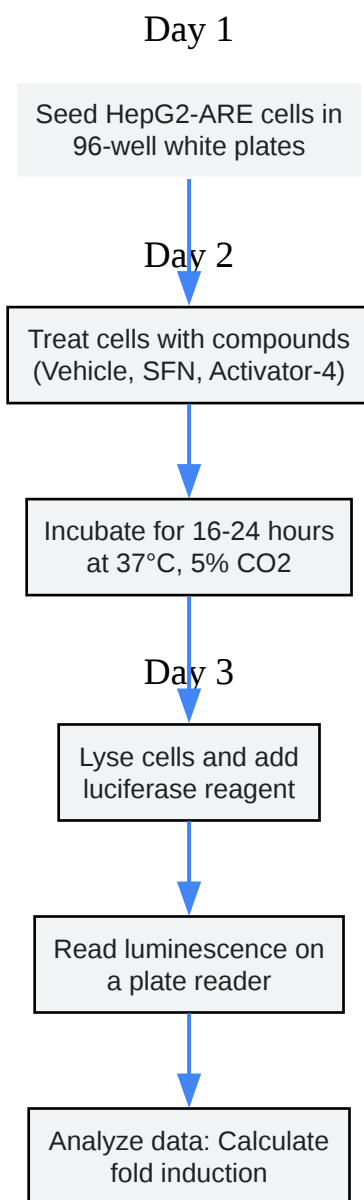 Day 1
Seed HepG2-ARE cells in
96-well white plates
Day 2
Treat cells with compounds
(Vehicle, SFN, Activator-4)
Incubate for 16-24 hours
at 37°C, 5% CO2
Day 3
Lyse cells and add
luciferase reagent
Read luminescence on
a plate reader
Analyze data: Calculate
fold induction